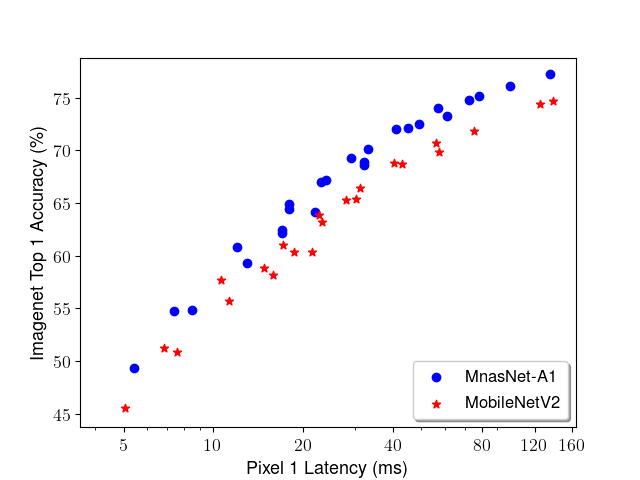 Imagenet Top 1 Accuracy (%)
75
70
65
60
55
50
45
MnasNet-A1
MobileNetV2
5 10 20 40 80 120 160
Pixel 1 Latency (ms)